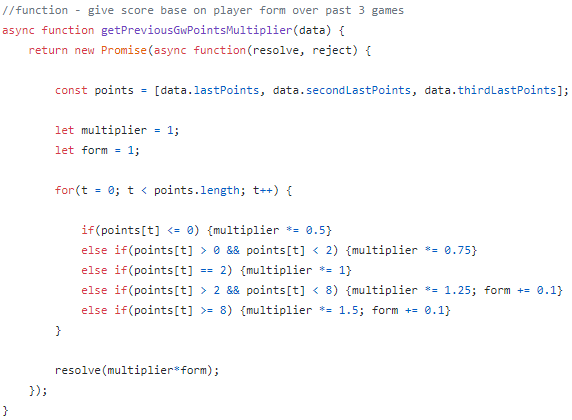 //function - give score base on player form over past 3 games
async function getPreviousGwPointsMultiplier(data) {
    return new Promise(async function(resolve, reject) {
        const points = [data.lastPoints, data.secondLastPoints, data.thirdLastPoints];
        let multiplier = 1;
        let form = 1;
        for(t = 0; t < points.length; t++) {
            if(points[t] <= 0) {multiplier *= 0.5}
            else if(points[t] > 0 && points[t] < 2) {multiplier *= 0.75}
            else if(points[t] == 2) {multiplier *= 1}
            else if(points[t] > 2 && points[t] < 8) {multiplier *= 1.25; form += 0.1}
            else if(points[t] >= 8) {multiplier *= 1.5; form += 0.1}
        }
        resolve(multiplier*form);
    });
}